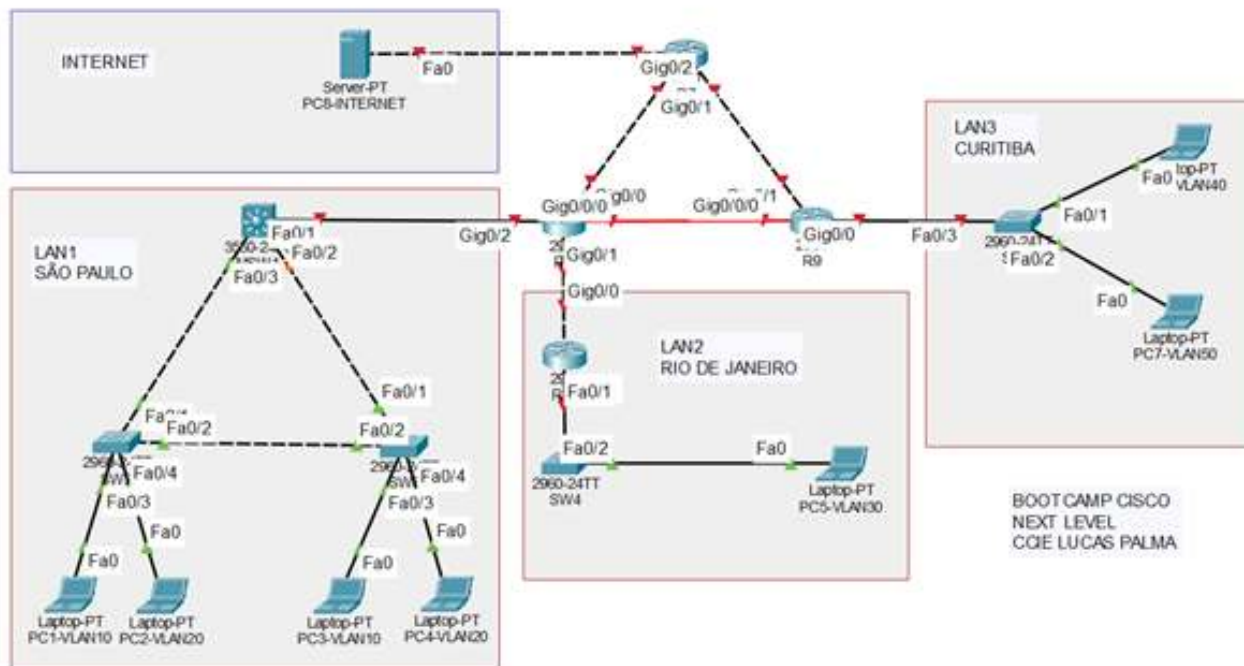 INTERNET
Server-PT
PC8-INTERNET
Fa0
Gig0/2
Gig0/1
LAN3
CURITIBA
VLAN40
Fa0
Fa0/1
Fa0/2
Fa0/3
Fa0
Laptop-PT
PC7-VLAN50
LAN1
SÃO PAULO
Fa0/1
Fa0/2
Fa0/3
Gig0/2
Gig0/0/0
Gig0/1
Gig0/0/0
Gig0/0
R9
Gig0/0
LAN2
RIO DE JANEIRO
Fa0/1
Fa0/2
2960-24TT
SW4
Fa0
Laptop-PT
PC5-VLAN30
Fa0/1
Fa0/2
Fa0/2
Fa0/4
Fa0/3
Fa0/4
Fa0/3
Fa0
Fa0
Fa0
Fa0
Laptop-PT
PC1-VLAN10
Laptop-PT
PC2-VLAN20
Laptop-PT
PC3-VLAN10
Laptop-PT
PC4-VLAN20
BOOTCAMP CISCO
NEXT LEVEL
CCIE LUCAS PALMA